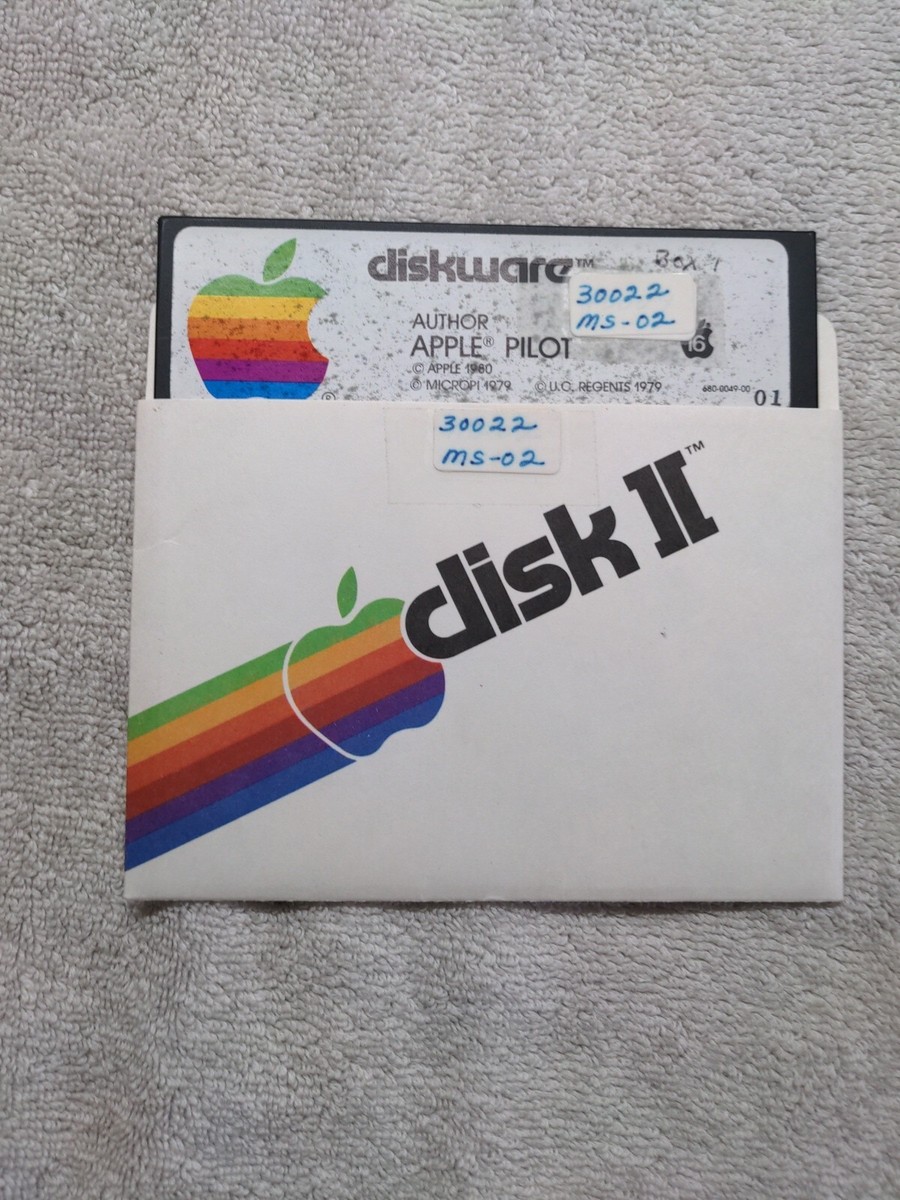 diskware™
Box 1
30022
MS-02
AUTHOR
APPLE® PILOT
16
© APPLE 1980
© MICROPI 1979 © U.C. REGENTS 1979
680-0049-00
01
®
30022
MS-02
disk II™